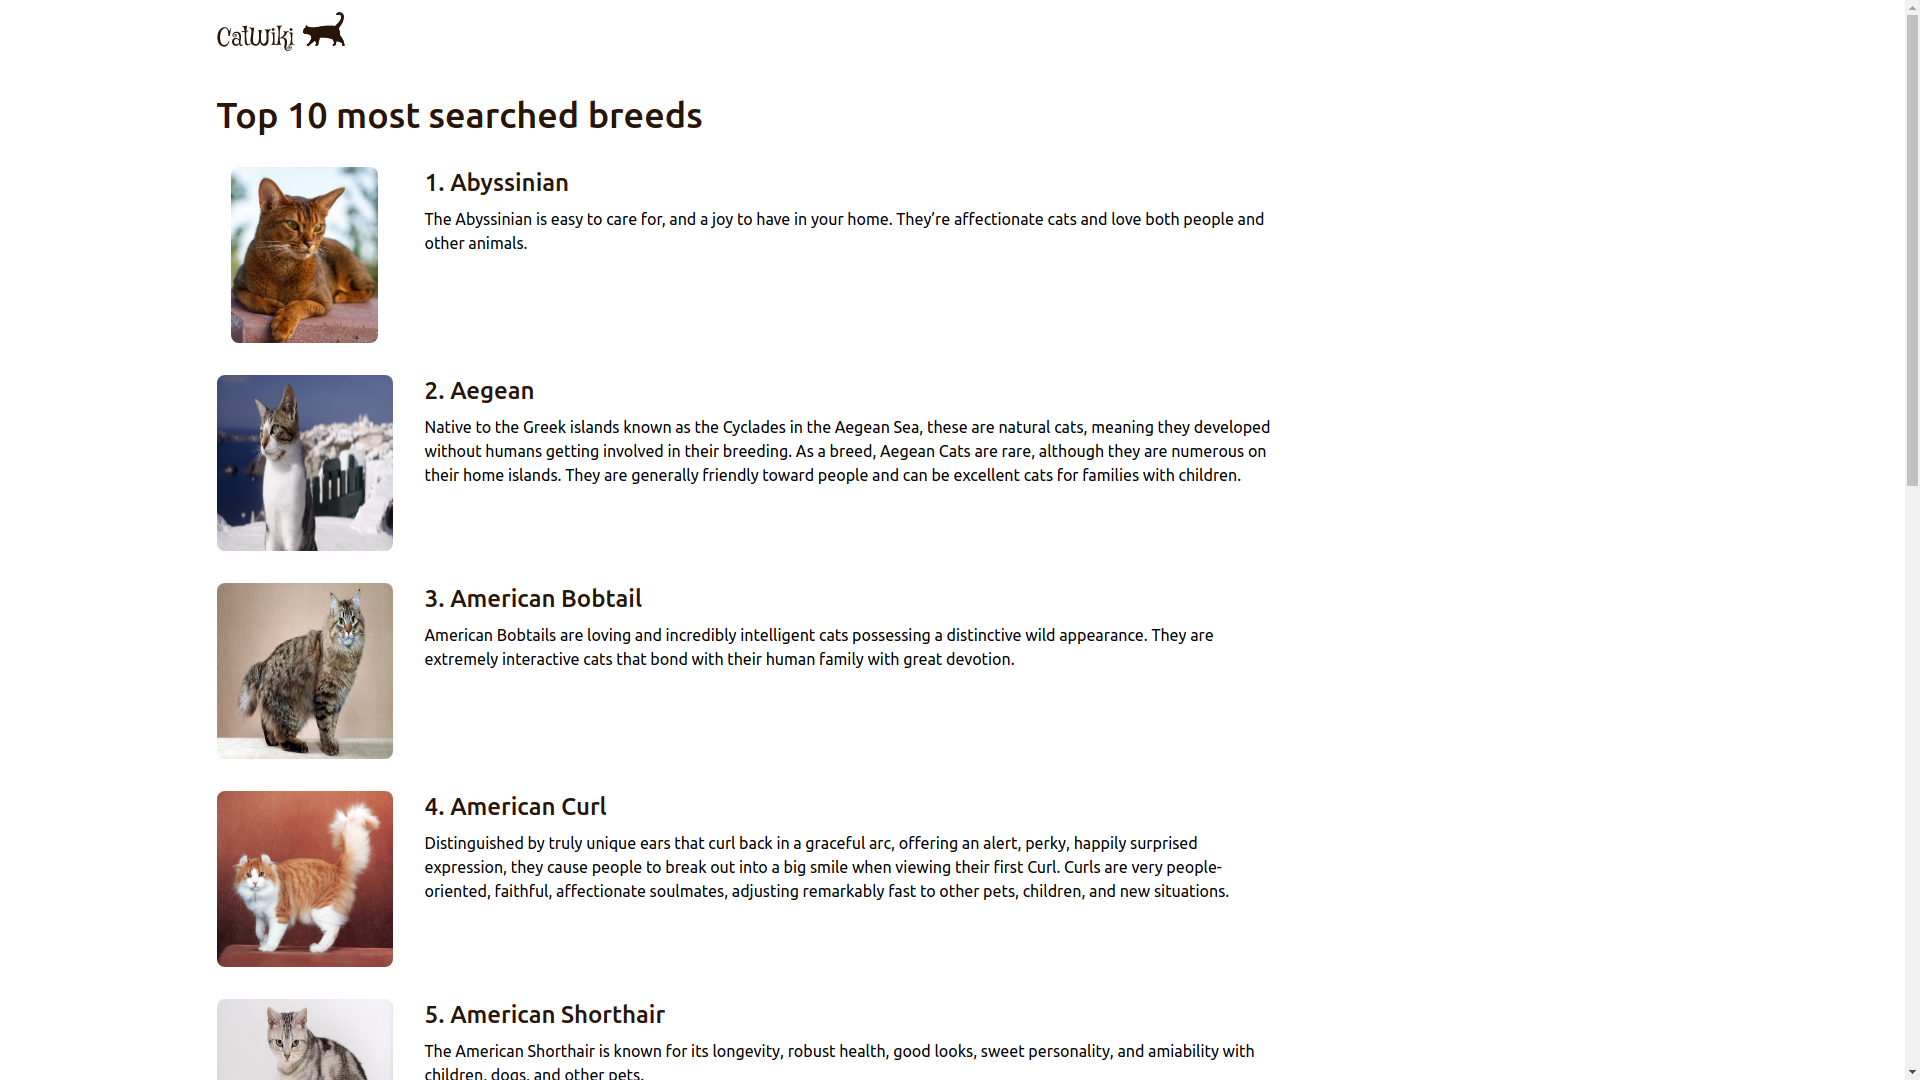 CatWiki
Top 10 most searched breeds
1. Abyssinian
The Abyssinian is easy to care for, and a joy to have in your home. They’re affectionate cats and love both people and
other animals.
2. Aegean
Native to the Greek islands known as the Cyclades in the Aegean Sea, these are natural cats, meaning they developed
without humans getting involved in their breeding. As a breed, Aegean Cats are rare, although they are numerous on
their home islands. They are generally friendly toward people and can be excellent cats for families with children.
3. American Bobtail
American Bobtails are loving and incredibly intelligent cats possessing a distinctive wild appearance. They are
extremely interactive cats that bond with their human family with great devotion.
4. American Curl
Distinguished by truly unique ears that curl back in a graceful arc, offering an alert, perky, happily surprised
expression, they cause people to break out into a big smile when viewing their first Curl. Curls are very people-
oriented, faithful, affectionate soulmates, adjusting remarkably fast to other pets, children, and new situations.
5. American Shorthair
The American Shorthair is known for its longevity, robust health, good looks, sweet personality, and amiability with
children, dogs, and other pets.